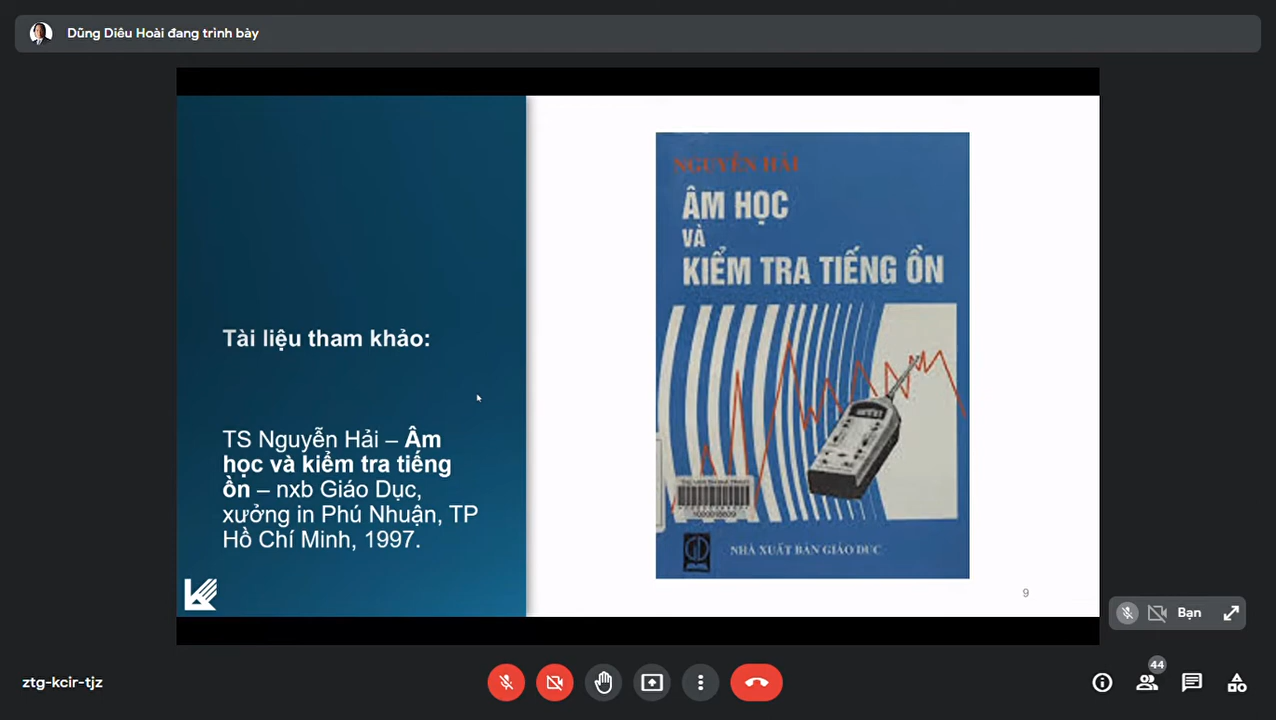 Dũng Diêu Hoài đang trình bày
Tài liệu tham khảo:
TS Nguyễn Hải – Âm
học và kiểm tra tiếng
ồn – nxb Giáo Dục,
xưởng in Phú Nhuận, TP
Hồ Chí Minh, 1997.
NGUYỄN HẢI
ÂM HỌC
VÀ
KIỂM TRA TIẾNG ỒN
NHÀ XUẤT BẢN GIÁO DỤC
9
Bạn
ztg-kcir-tjz
44